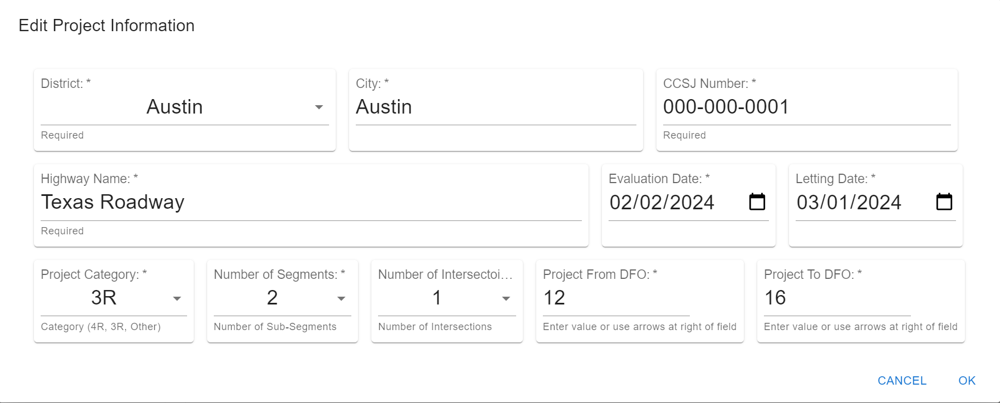 Edit Project Information
District: *
Austin
Required
City: *
Austin
CCSJ Number: *
000-000-0001
Required
Highway Name: *
Texas Roadway
Required
Evaluation Date: *
02/02/2024
Letting Date: *
03/01/2024
Project Category: *
3R
Category (4R, 3R, Other)
Number of Segments: *
2
Number of Sub-Segments
Number of Intersectoi...
1
Number of Intersections
Project From DFO: *
12
Enter value or use arrows at right of field
Project To DFO: *
16
Enter value or use arrows at right of field
CANCEL
OK